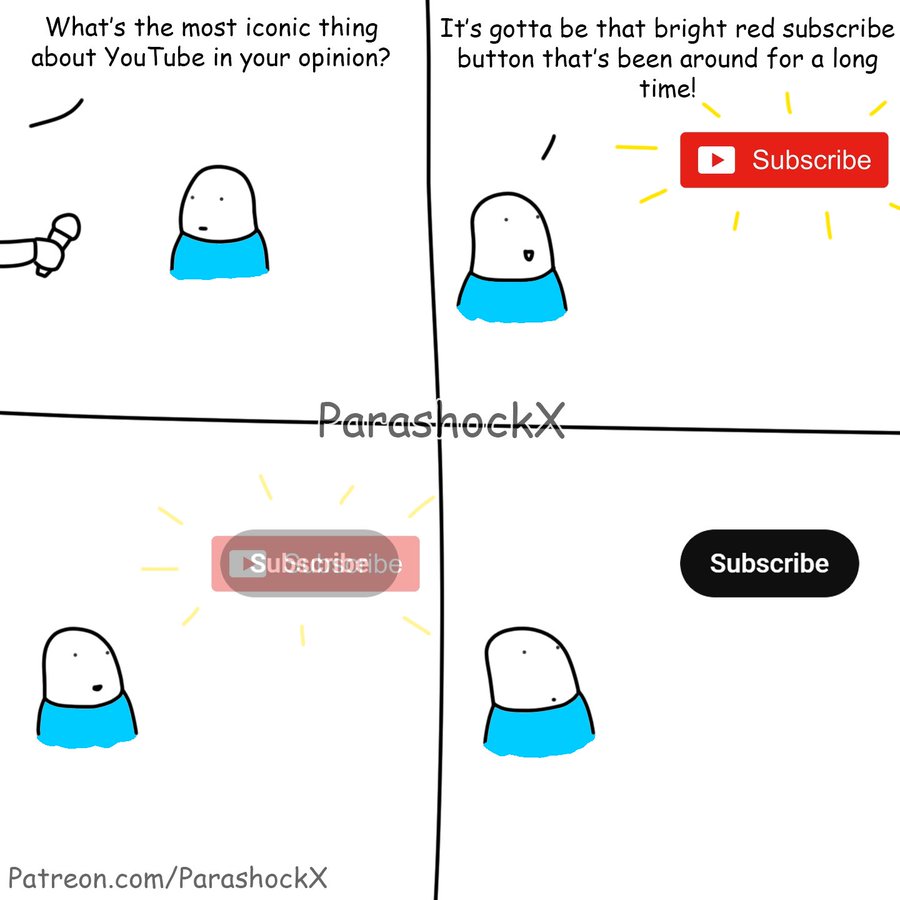 What's the most iconic thing
about YouTube in your opinion?
It's gotta be that bright red subscribe
button that's been around for a long
time!
Subscribe
ParashockX
Subscribe
Subscribe
Subscribe
Patreon.com/ParashockX